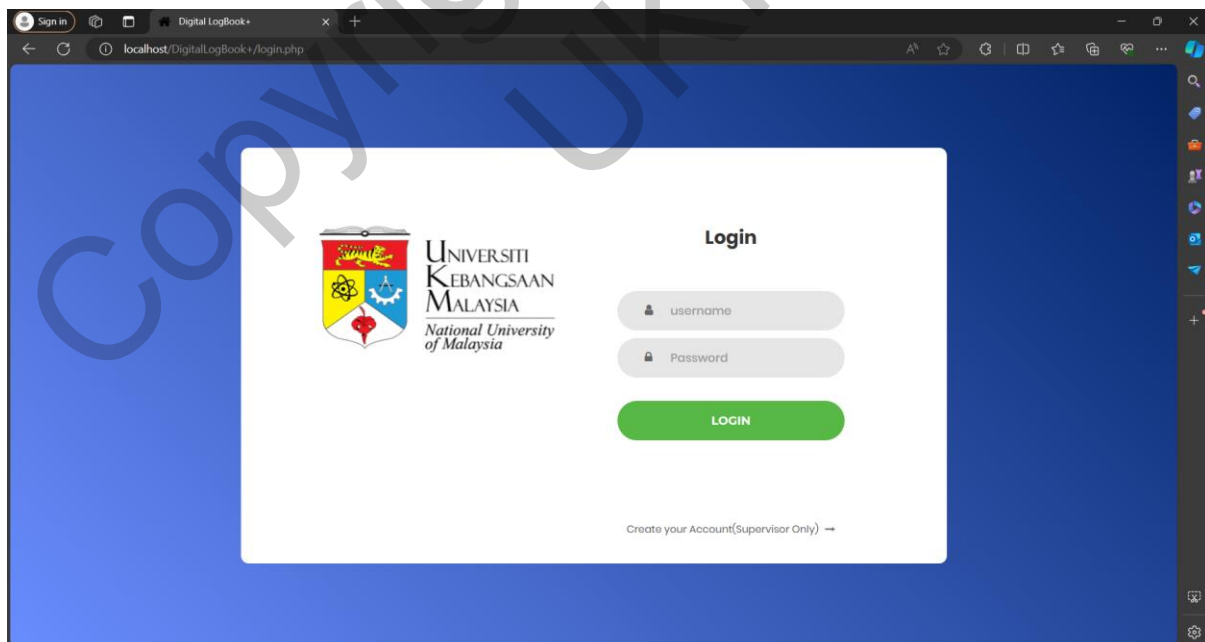 Sign in
Digital LogBook+
localhost/DigitalLogBook+/login.php
UNIVERSITI
KEBANGSAAN
MALAYSIA
National University
of Malaysia
Login
username
Password
LOGIN
Create your Account(Supervisor Only) →